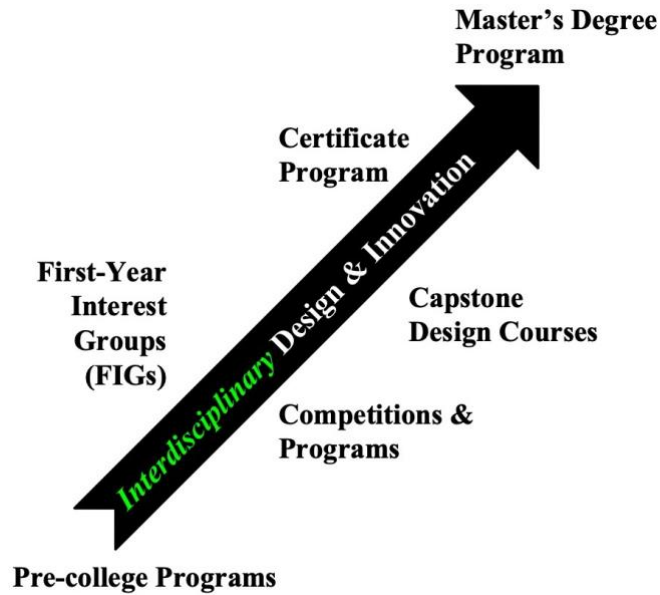 Master's Degree
Program
Certificate
Program
First-Year
Interest
Groups
(FIGs)
Interdisciplinary Design & Innovation
Capstone
Design Courses
Competitions &
Programs
Pre-college Programs